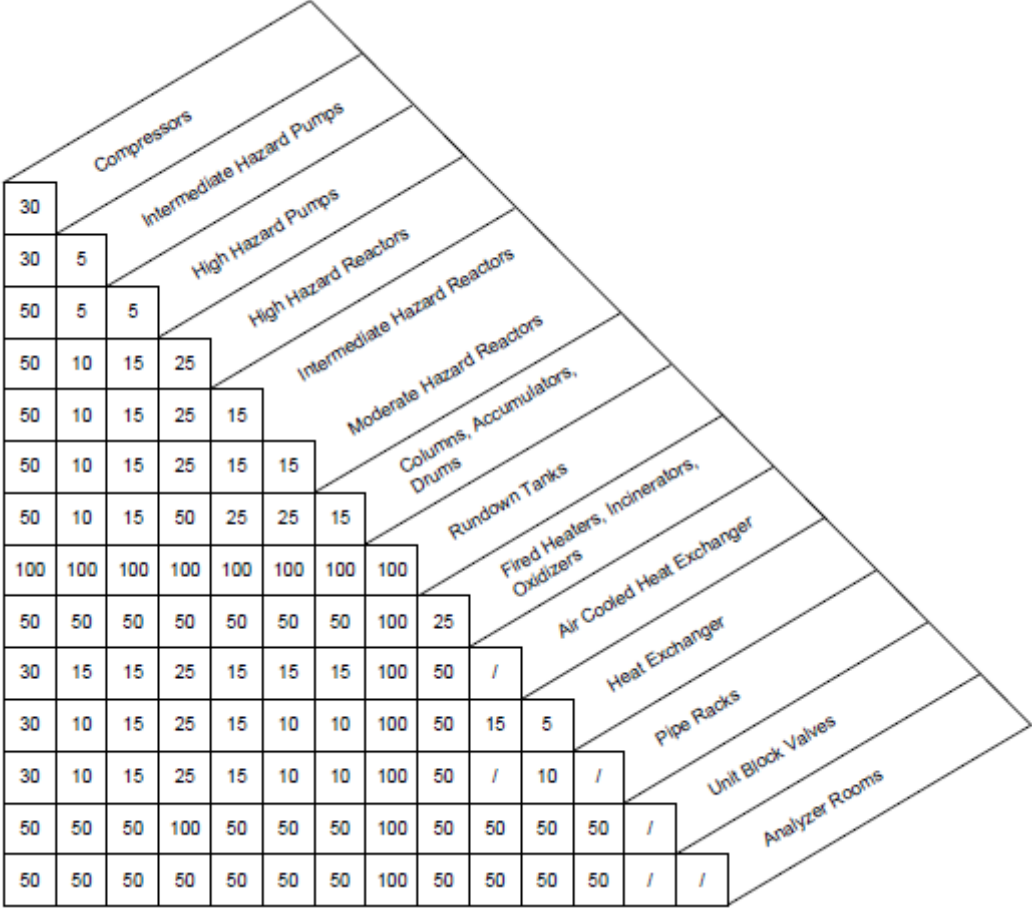 Compressors
Intermediate Hazard Pumps
High Hazard Pumps
High Hazard Reactors
Intermediate Hazard Reactors
Moderate Hazard Reactors
Columns, Accumulators,
Drums
Rundown Tanks
Fired Heaters, Incinerators,
Oxidizers
Air Cooled Heat Exchanger
Heat Exchanger
Pipe Racks
Unit Block Valves
Analyzer Rooms
30
30 5
50 5 5
50 10 15 25
50 10 15 25 15
50 10 15 25 15 15
50 10 15 50 25 25 15
100 100 100 100 100 100 100 100
50 50 50 50 50 50 50 100 25
30 15 15 25 15 15 15 100 50 /
30 10 15 25 15 10 10 100 50 15 5
30 10 15 25 15 10 10 100 50 / 10 /
50 50 50 100 50 50 50 100 50 50 50 50 /
50 50 50 50 50 50 50 100 50 50 50 50 / /